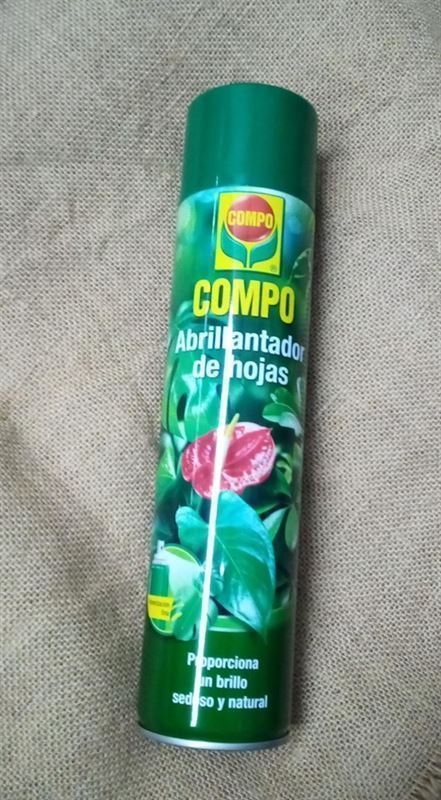 COMPO
COMPO
Abrillantador
de hojas
Proporciona
un brillo
sedoso y natural